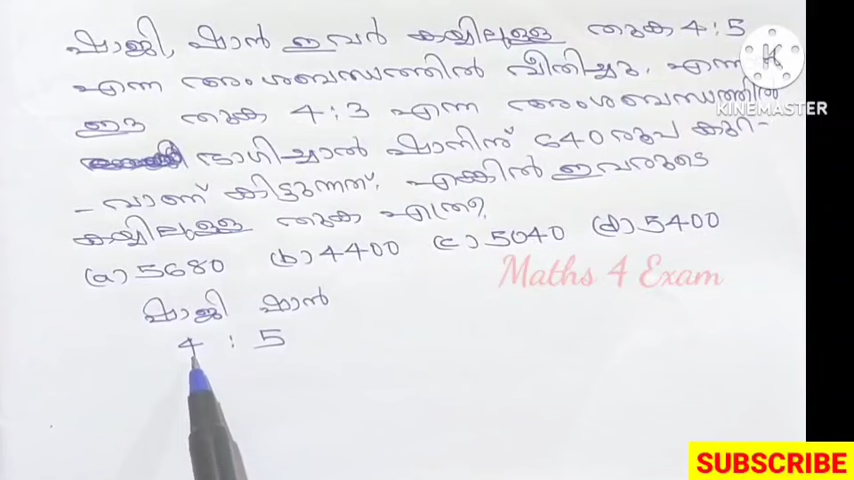 ഷാജി, ഷാൻ ഇവർ കയ്യിലുള്ള തുക 4:5
എന്ന അംശബന്ധത്തിൽ വീതിച്ചു. എന്ന
ഈ തുക 4:3 എന്ന അംശബന്ധത്തിൽ
ഭാഗിച്ചാൽ ഷാനിന് 640 രൂപ കുറ-
-വാണ് കിട്ടുന്നത്. എങ്കിൽ ഇവരുടെ
കയ്യിലുള്ള തുക എത്ര?
(a) 5680 (b) 4400 (c) 5040 (d) 5400
ഷാജി ഷാൻ
4 : 5
K
KINEMASTER
Maths 4 Exam
SUBSCRIBE